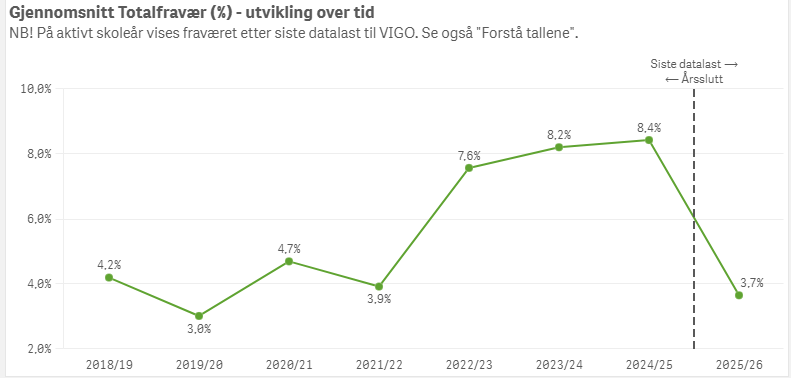 Gjennomsnitt Totalfravær (%) - utvikling over tid
NB! På aktivt skoleår vises fraværet etter siste datalast til VIGO. Se også "Forstå tallene".
Siste datalast →
← Årsslutt
10,0%
8,0%
6,0%
4,0%
2,0%
4,2%
3,0%
4,7%
3,9%
7,6%
8,2%
8,4%
3,7%
2018/19 2019/20 2020/21 2021/22 2022/23 2023/24 2024/25 2025/26